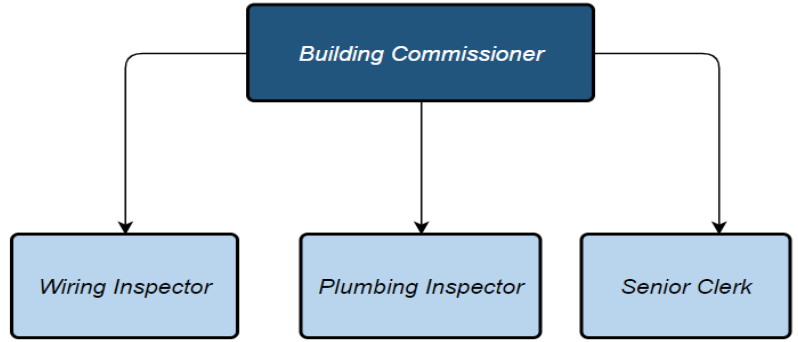 Building Commissioner
Wiring Inspector
Plumbing Inspector
Senior Clerk